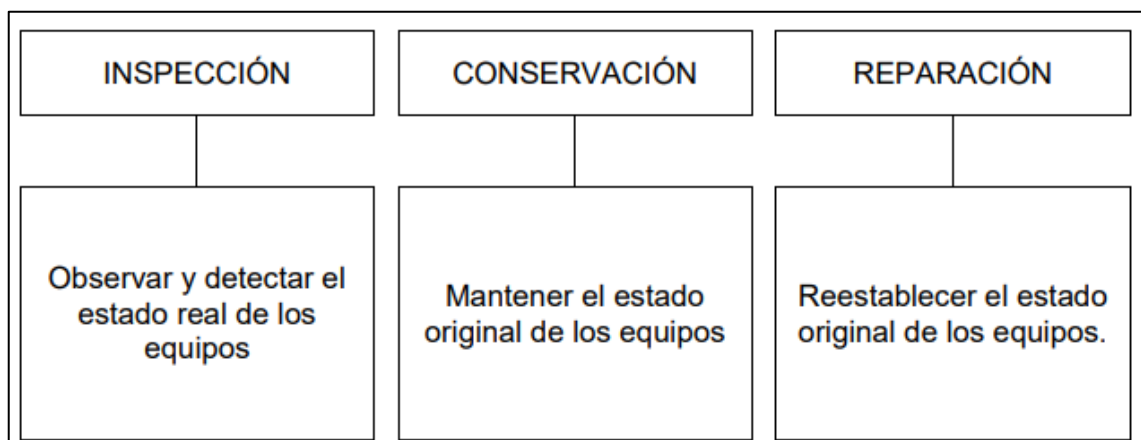 INSPECCIÓN
CONSERVACIÓN
REPARACIÓN
Observar y detectar el
estado real de los
equipos
Mantener el estado
original de los equipos
Reestablecer el estado
original de los equipos.